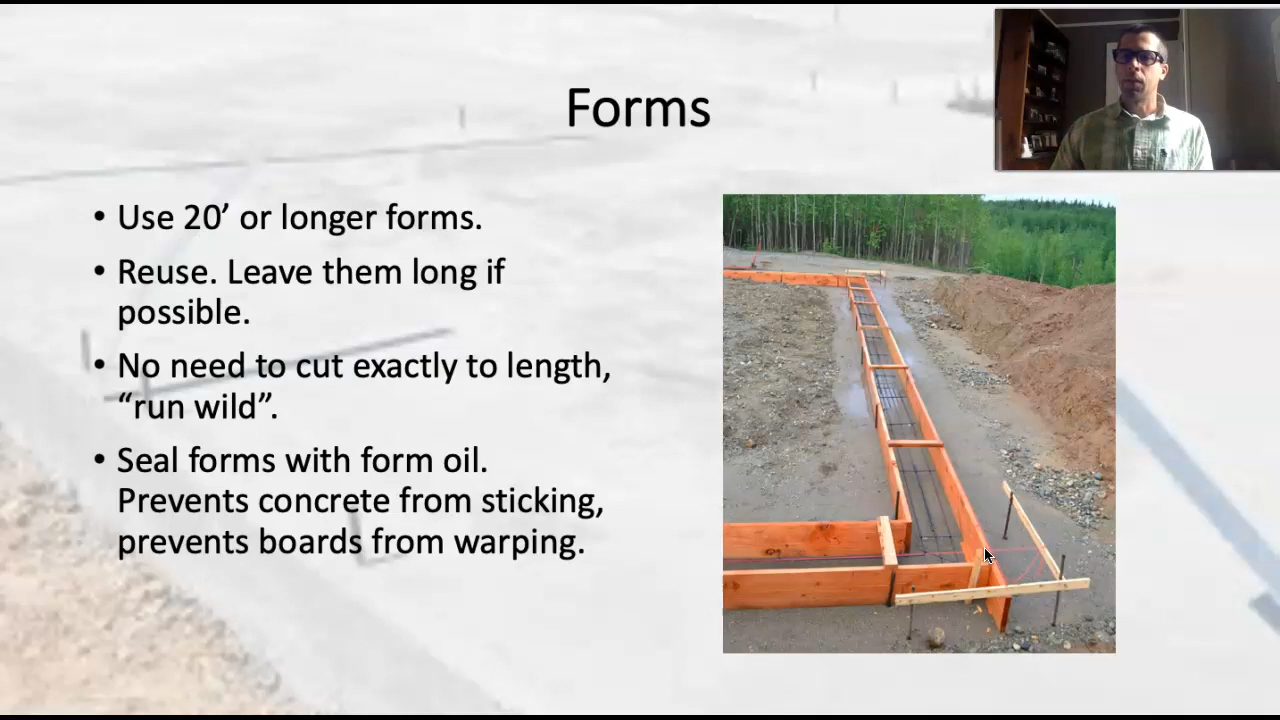 Forms
• Use 20’ or longer forms.
• Reuse. Leave them long if
possible.
• No need to cut exactly to length,
“run wild”.
• Seal forms with form oil.
Prevents concrete from sticking,
prevents boards from warping.